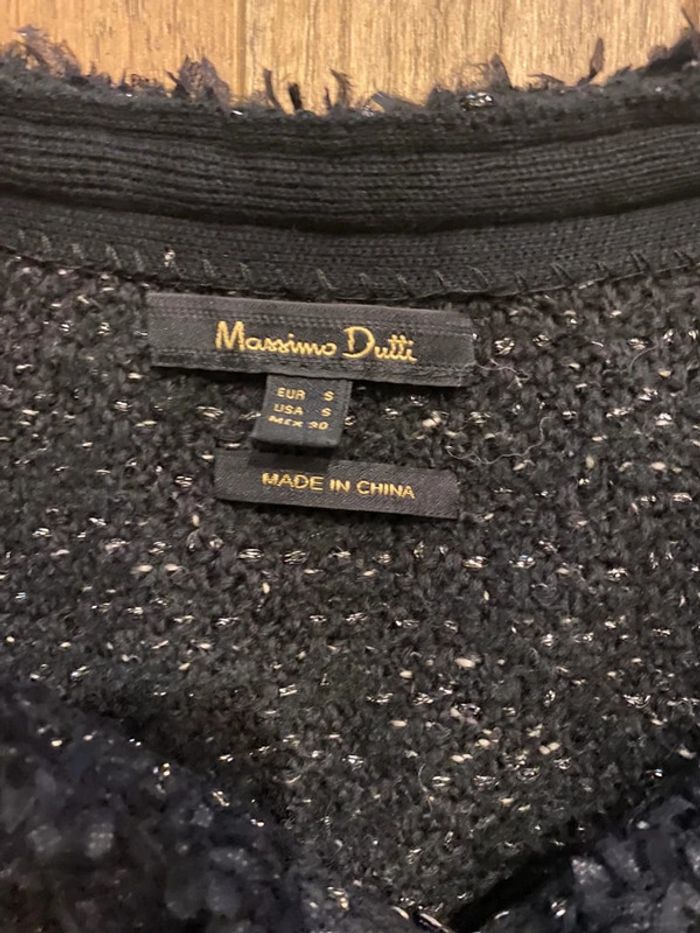 Massimo Dutti
EUR S
USA S
MEX 30
MADE IN CHINA